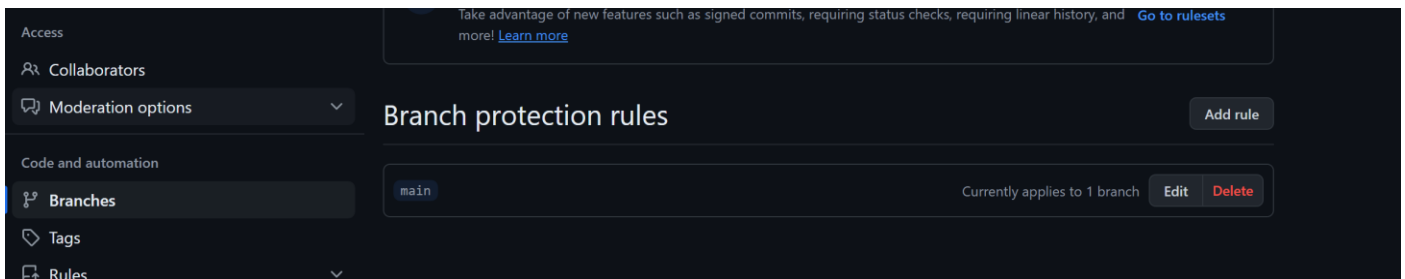 Access
Collaborators
Moderation options
Code and automation
Branches
Tags
Rules
Take advantage of new features such as signed commits, requiring status checks, requiring linear history, and Go to rulesets
more! Learn more
Branch protection rules Add rule
main Currently applies to 1 branch Edit Delete